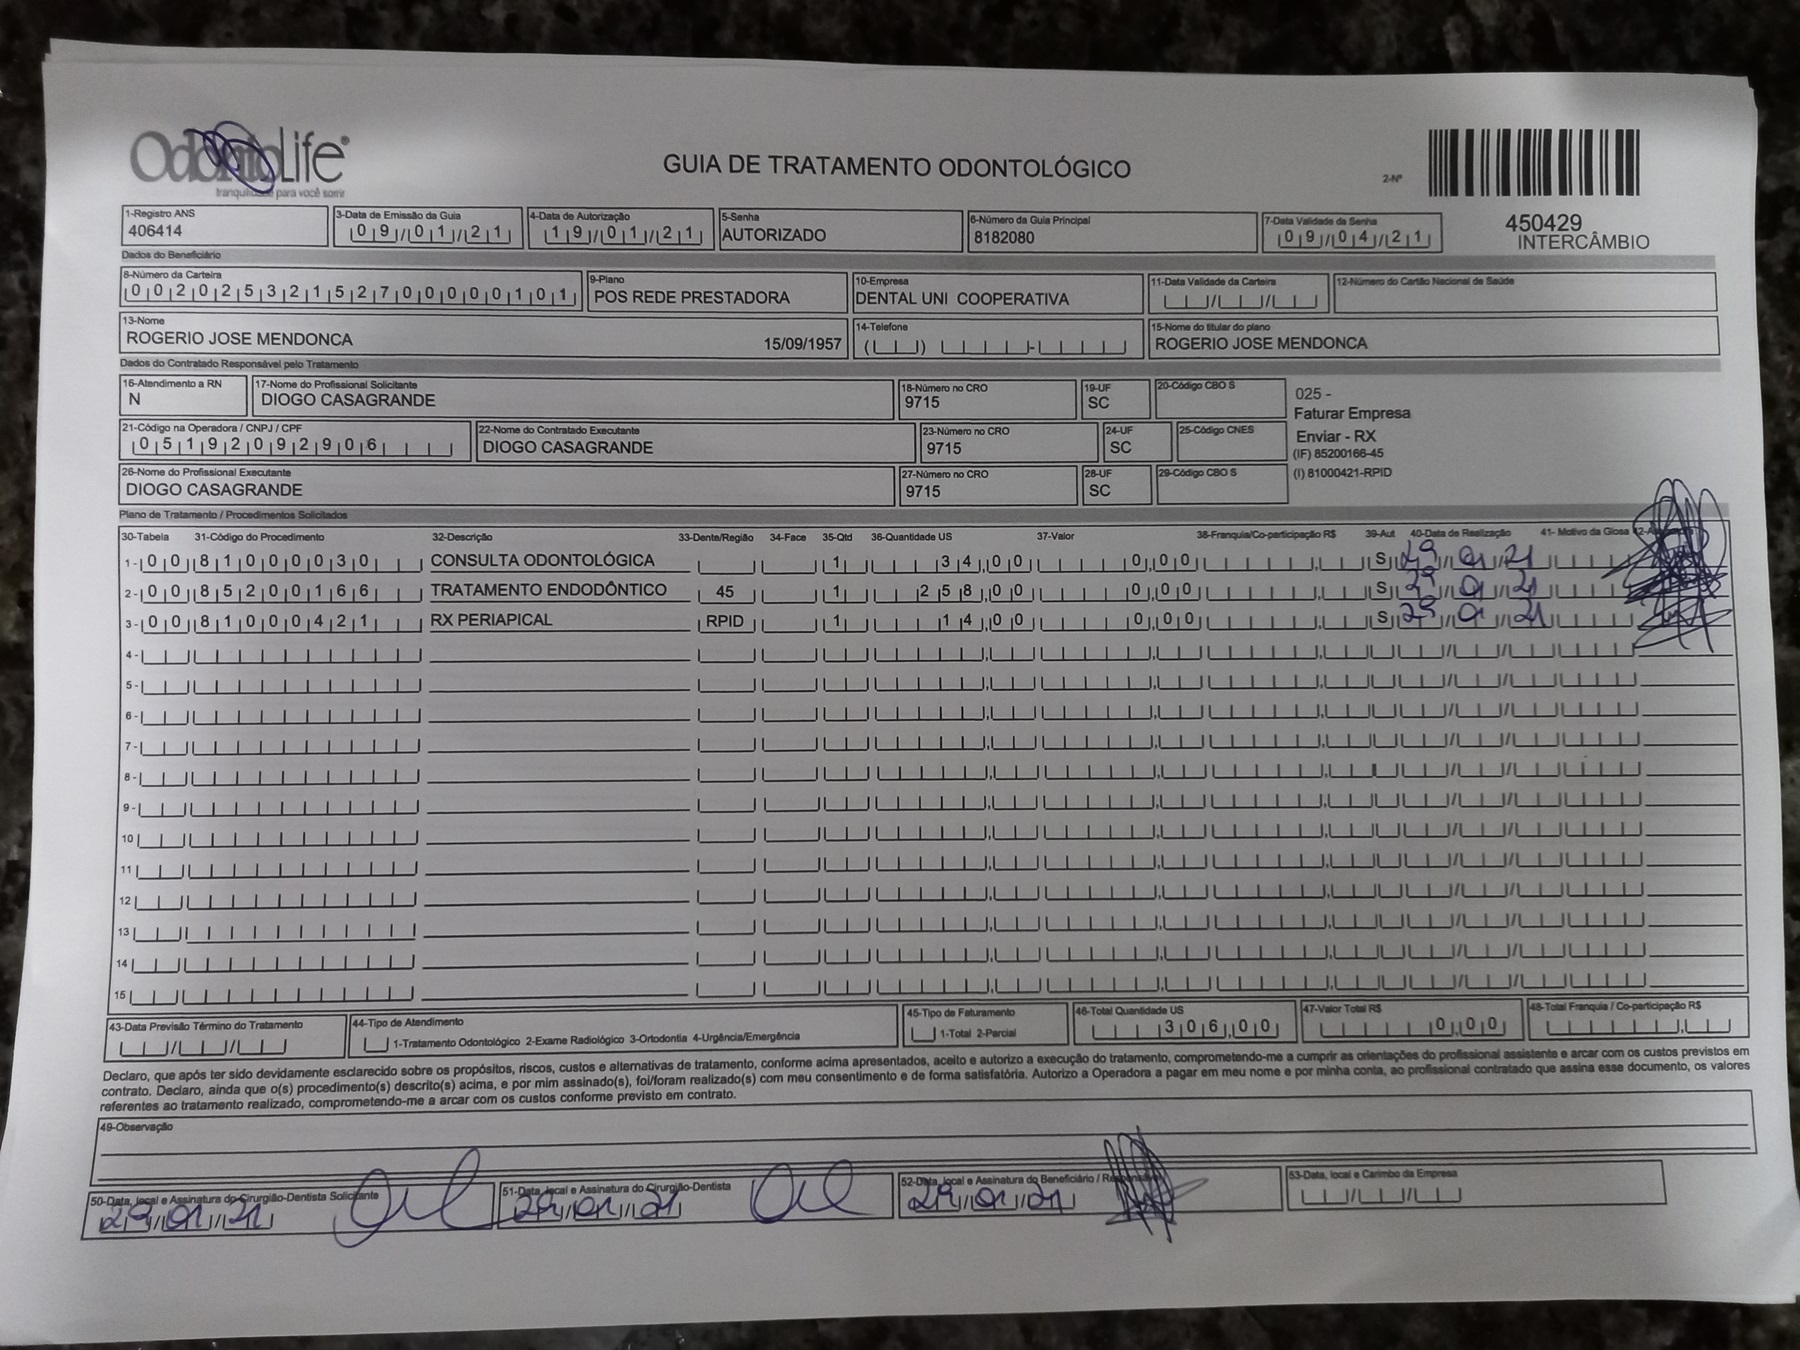 OdontoLife®
tranquilidade para você sorrir
GUIA DE TRATAMENTO ODONTOLÓGICO
2-Nº
450429
INTERCÂMBIO
1-Registro ANS 3-Data de Emissão da Guia 4-Data de Autorização 5-Senha 6-Número da Guia Principal 7-Data Validade da Senha
406414 09/01/21 19/01/21 AUTORIZADO 8182080 09/04/21
Dados do Beneficiário
8-Número da Carteira 9-Plano 10-Empresa 11-Data Validade da Carteira 12-Número do Cartão Nacional de Saúde
00202532152700000101 POS REDE PRESTADORA DENTAL UNI COOPERATIVA
13-Nome 14-Telefone 15-Nome do titular do plano
ROGERIO JOSE MENDONCA 15/09/1957 ROGERIO JOSE MENDONCA
Dados do Contratado Responsável pelo Tratamento
16-Atendimento a RN 17-Nome do Profissional Solicitante 18-Número no CRO 19-UF 20-Código CBO S
N DIOGO CASAGRANDE 9715 SC
025 -
Faturar Empresa
Enviar - RX
(IF) 85200166-45
(I) 81000421-RPID
21-Código na Operadora / CNPJ / CPF 22-Nome do Contratado Executante 23-Número no CRO 24-UF 25-Código CNES
05192092906 DIOGO CASAGRANDE 9715 SC
26-Nome do Profissional Executante 27-Número no CRO 28-UF 29-Código CBO S
DIOGO CASAGRANDE 9715 SC
Plano de Tratamento / Procedimentos Solicitados
30-Tabela 31-Código do Procedimento 32-Descrição 33-Dente/Região 34-Face 35-Qtd 36-Quantidade US 37-Valor 38-Franquia/Co-participação R$ 39-Aut 40-Data de Realização 41- Motivo da Glosa
1- 00 81000030 CONSULTA ODONTOLÓGICA 1 34,00 0,00 S 29/01/21
2- 00 85200166 TRATAMENTO ENDODÔNTICO 45 1 258,00 0,00 S 29/01/21
3- 00 81000421 RX PERIAPICAL RPID 1 14,00 0,00 S 29/01/21
4-
5-
6-
7-
8-
9-
10
11
12
13
14
15
43-Data Previsão Término do Tratamento 44-Tipo de Atendimento 45-Tipo de Faturamento 46-Total Quantidade US 47-Valor Total R$ 48-Total Franquia / Co-participação R$
1-Tratamento Odontológico 2-Exame Radiológico 3-Ortodontia 4-Urgência/Emergência 1-Total 2-Parcial 306,00 0,00
Declaro, que após ter sido devidamente esclarecido sobre os propósitos, riscos, custos e alternativas de tratamento, conforme acima apresentados, aceito e autorizo a execução do tratamento, comprometendo-me a cumprir as orientações do profissional assistente e arcar com os custos previstos em
contrato. Declaro, ainda que o(s) procedimento(s) descrito(s) acima, e por mim assinado(s), foi/foram realizado(s) com meu consentimento e de forma satisfatória. Autorizo a Operadora a pagar em meu nome e por minha conta, ao profissional contratado que assina esse documento, os valores
referentes ao tratamento realizado, comprometendo-me a arcar com os custos conforme previsto em contrato.
49-Observação
50-Data, local e Assinatura do Cirurgião-Dentista Solicitante 51-Data, local e Assinatura do Cirurgião-Dentista 52-Data, local e Assinatura do Beneficiário / Responsável 53-Data, local e Carimbo da Empresa
29/01/21 29/01/21 29/01/21